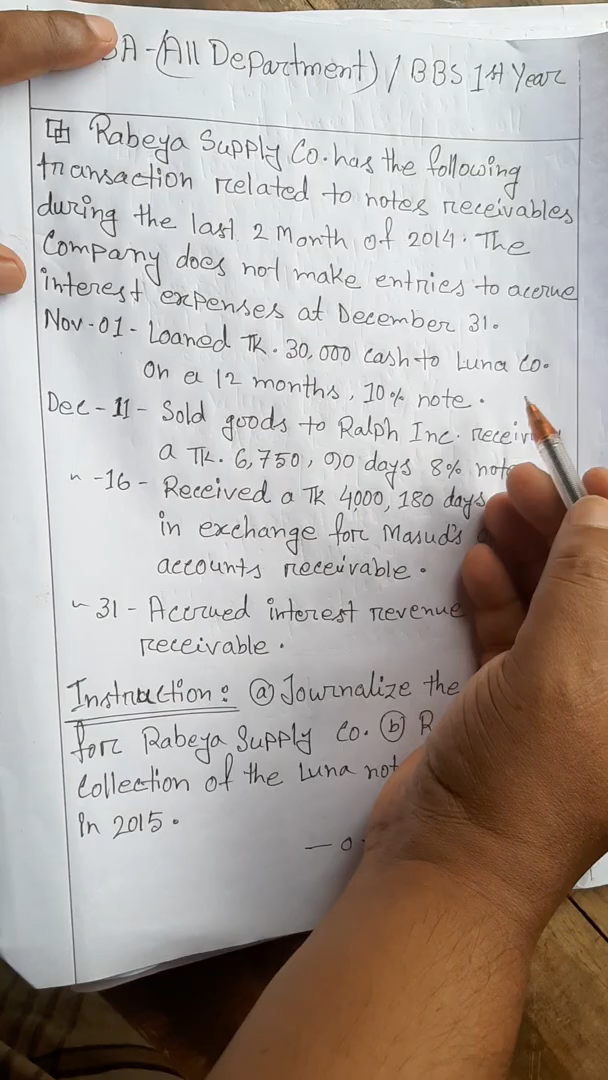 BA-(All Department) / BBS 1st Year
Rabeya Supply Co. has the following
transaction related to notes receivables
during the last 2 Month of 2014. The
Company does not make entries to accrue
interest expenses at December 31.
Nov-01- Loaned Tk. 30,000 cash to Luna Co.
On a 12 months, 10% note.
Dec-11- Sold goods to Ralph Inc.
a Tk. 6,750, 90 days 8% note
" -16- Received a Tk 4000, 180 days
in exchange for Masud's
accounts receivable.
" 31- Accrued interest revenue
receivable.
Instruction: (a) Journalize the
for Rabeya Supply Co. (b) R
Collection of the Luna
in 2015.